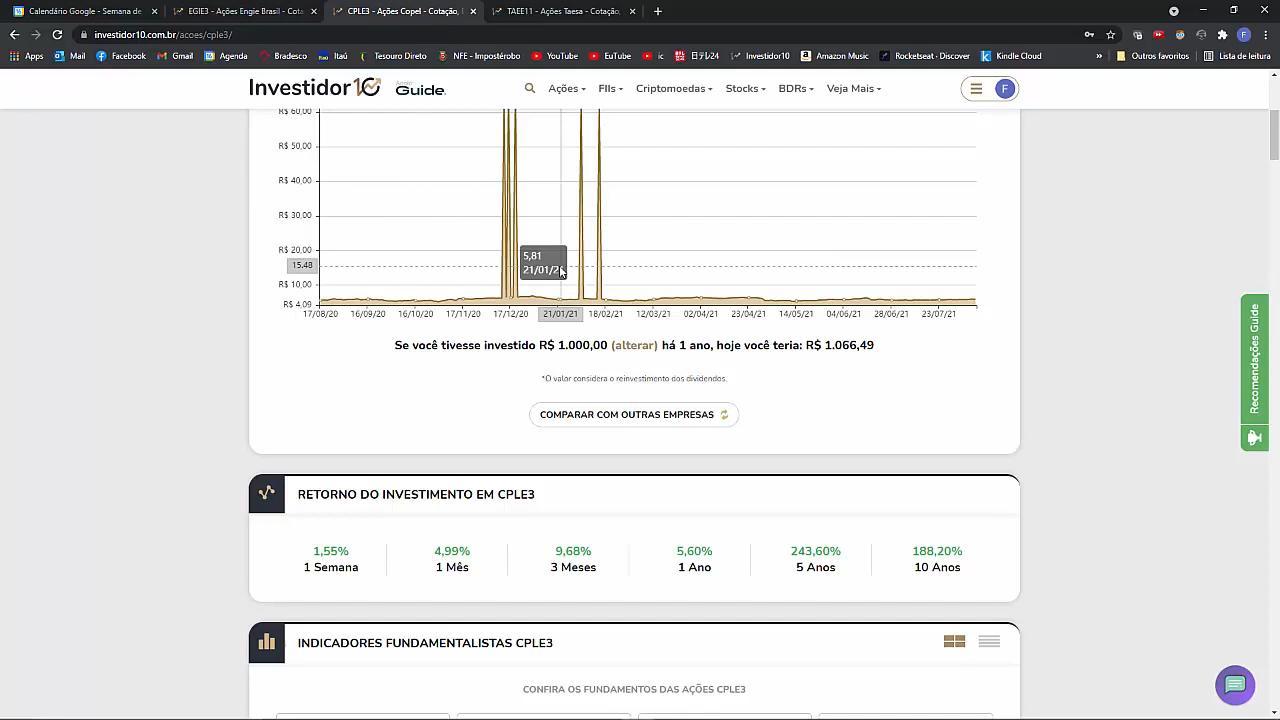 Calendário Google - Semana de
EGIE3 - Ações Engie Brasil - Cota
CPLE3 - Ações Copel - Cotação, I
TAEE11 - Ações Taesa - Cotação,
investidor10.com.br/acoes/cple3/
F
Apps
Mail
Facebook
Gmail
Agenda
Bradesco
Itaú
Tesouro Direto
NFE - Impostérobo
YouTube
EuTube
ic
Investidor10
Amazon Music
Rocketseat - Discover
Kindle Cloud
»
Outros favoritos
Lista de leitura
Investidor10
Guide.
Ações
FIIs
Criptomoedas
Stocks
BDRs
Veja Mais
F
R$ 60,00
R$ 50,00
R$ 40,00
R$ 30,00
R$ 20,00
15.48
R$ 10,00
R$ 4,09
5,81
21/01/2
17/08/20 16/09/20 16/10/20 17/11/20 17/12/20 21/01/21 18/02/21 12/03/21 02/04/21 23/04/21 14/05/21 04/06/21 28/06/21 23/07/21
Se você tivesse investido R$ 1.000,00 (alterar) há 1 ano, hoje você teria: R$ 1.066,49
*O valor considera o reinvestimento dos dividendos.
COMPARAR COM OUTRAS EMPRESAS
Recomendações Guide
RETORNO DO INVESTIMENTO EM CPLE3
1,55% 4,99% 9,68% 5,60% 243,60% 188,20%
1 Semana 1 Mês 3 Meses 1 Ano 5 Anos 10 Anos
INDICADORES FUNDAMENTALISTAS CPLE3
CONFIRA OS FUNDAMENTOS DAS AÇÕES CPLE3